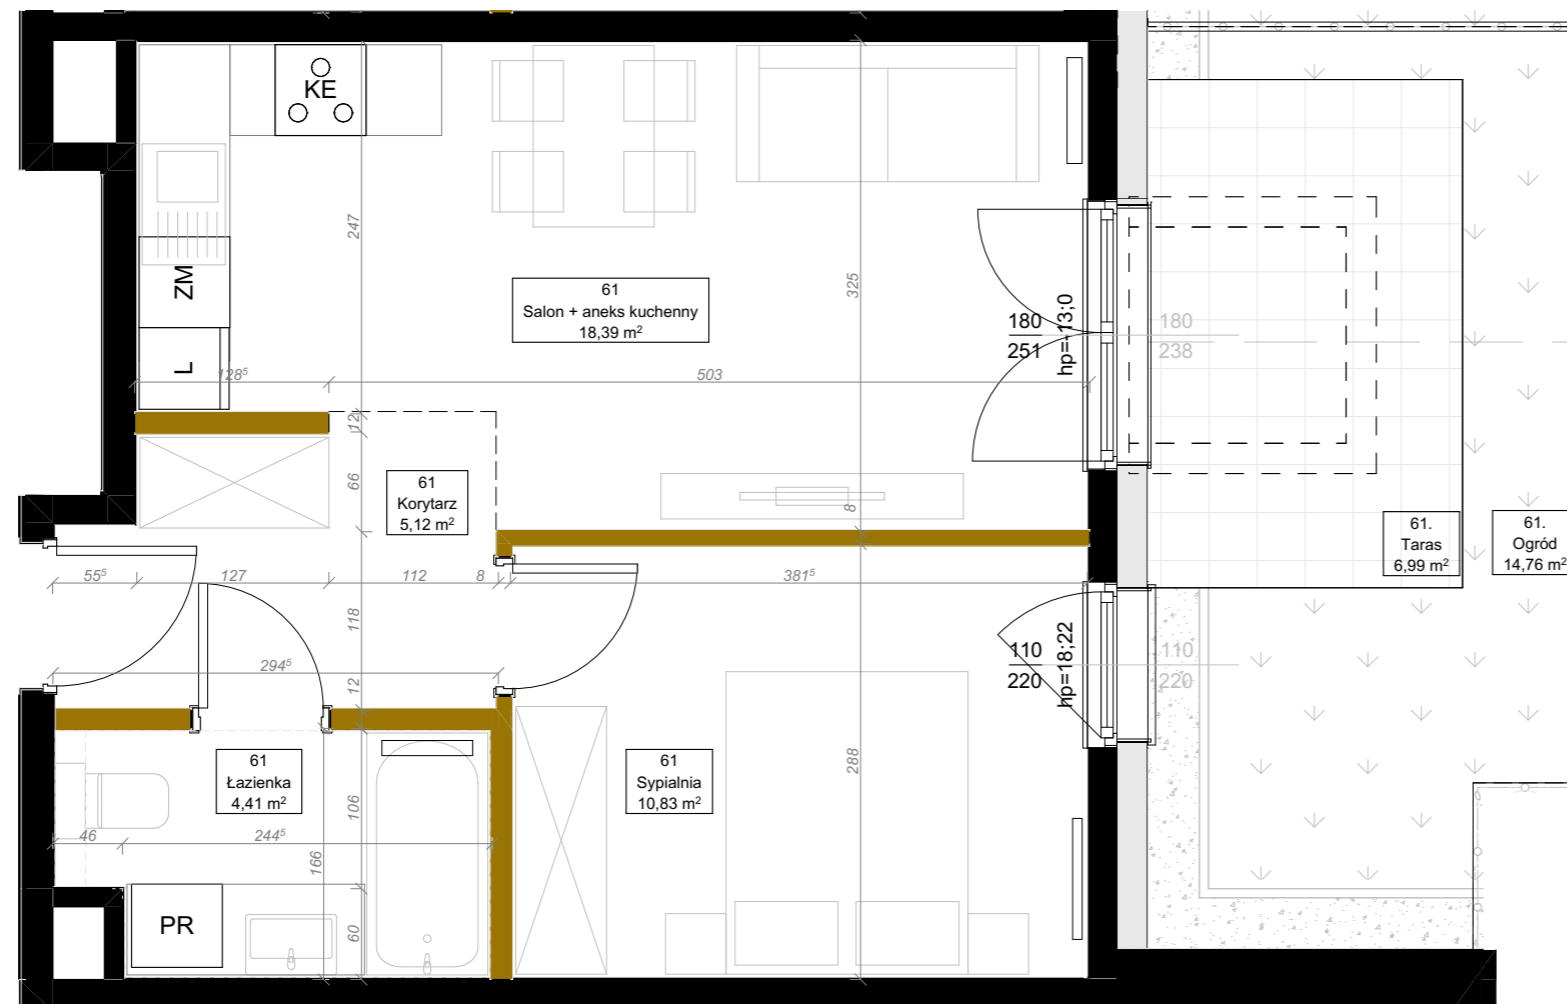 KE
247
ZM
61
Salon + aneks kuchenny
18,39 m²
325
180
251
hp=-13;0
180
238
L
128⁵
503
12
66
61
Korytarz
5,12 m²
8
61.
Taras
6,99 m²
61.
Ogród
14,76 m²
55⁵
127
112
8
381⁵
118
294⁵
12
110
220
hp=18;22
110
220
61
Łazienka
4,41 m²
61
Sypialnia
10,83 m²
288
106
46
244⁵
166
PR
60